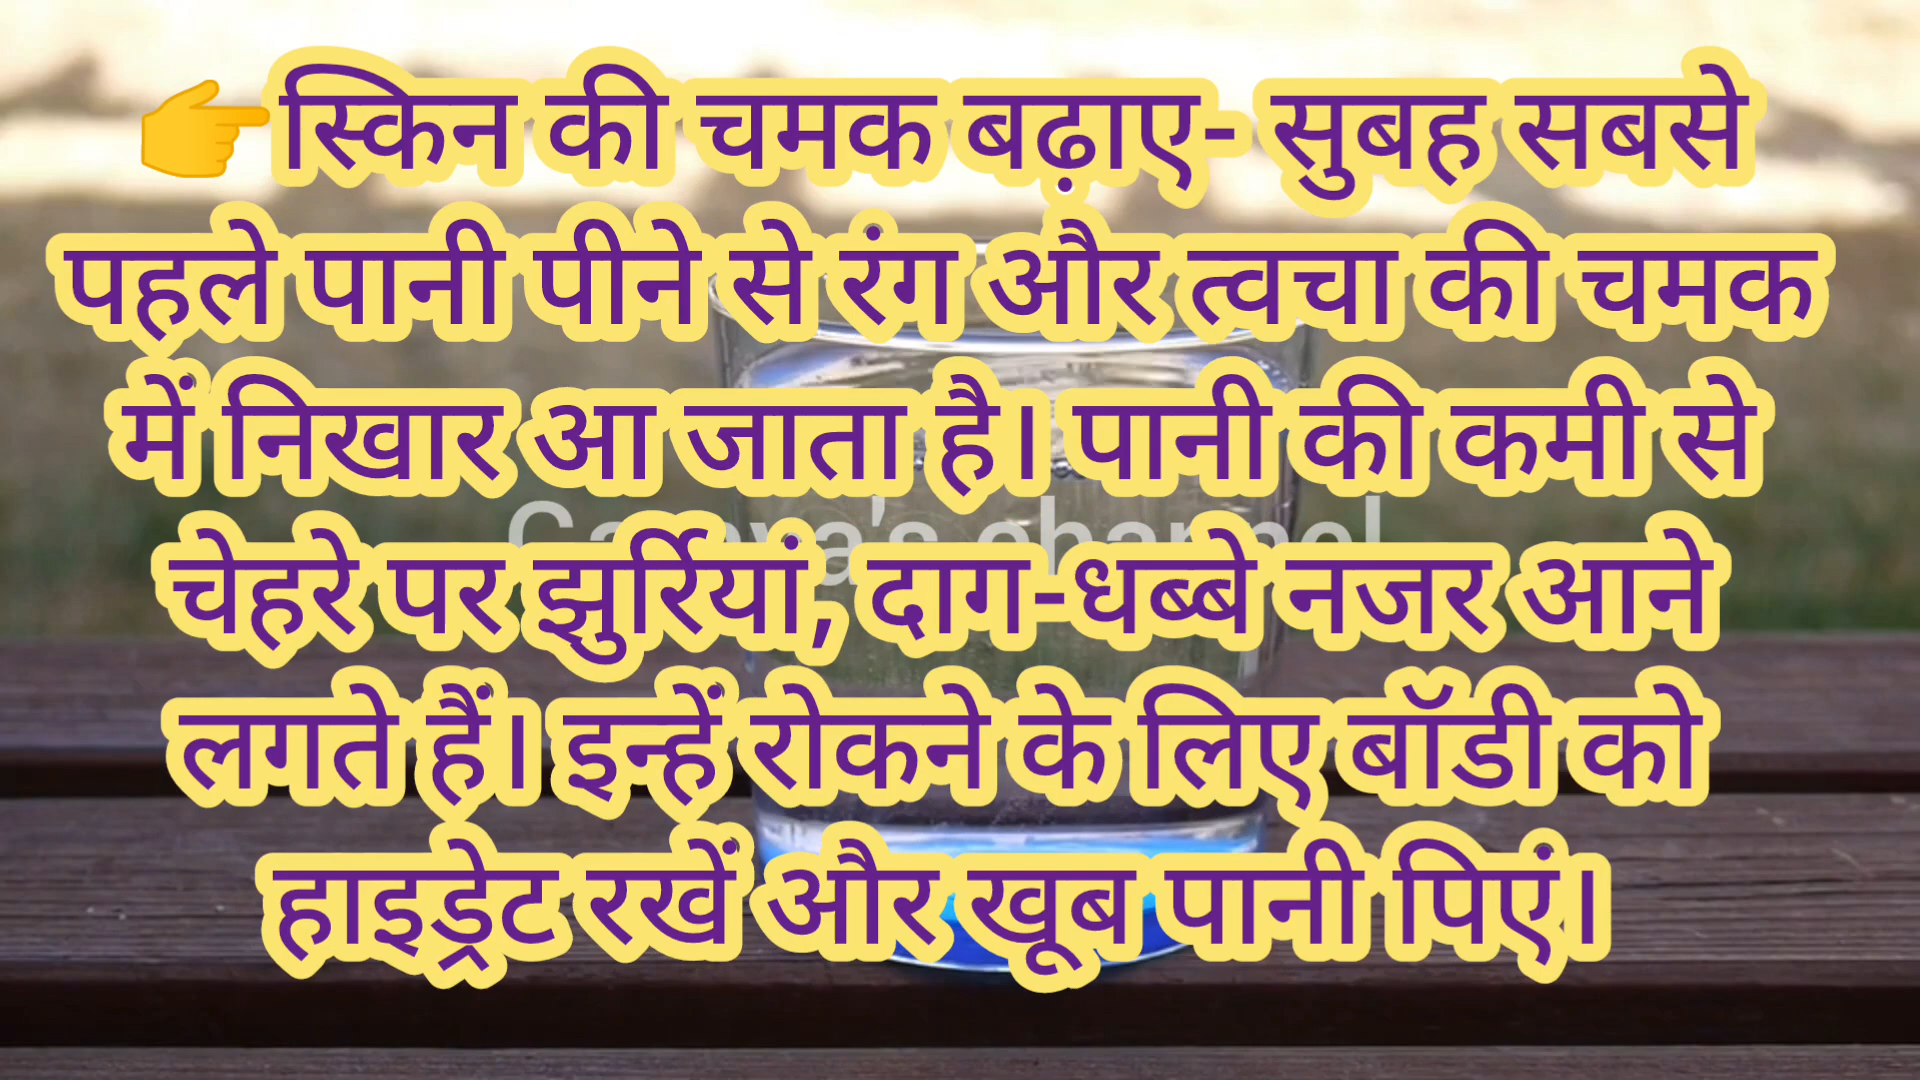 👉स्किन की चमक बढ़ाए- सुबह सबसे
पहले पानी पीने से रंग और त्वचा की चमक
में निखार आ जाता है। पानी की कमी से
चेहरे पर झुर्रियां, दाग-धब्बे नजर आने
लगते हैं। इन्हें रोकने के लिए बॉडी को
हाइड्रेट रखें और खूब पानी पिएं।
channel